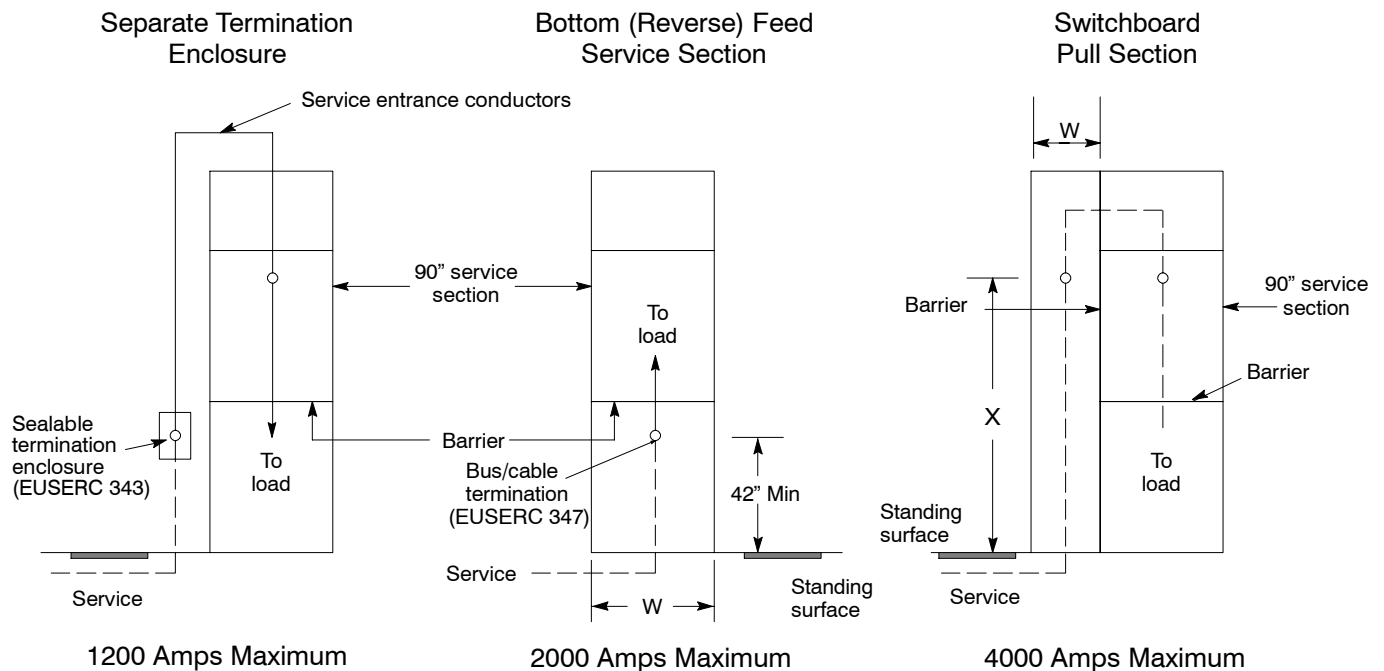 Separate Termination
Enclosure
Bottom (Reverse) Feed
Service Section
Switchboard
Pull Section
Service entrance conductors
W
90” service
section
To
load
Barrier
90” service
section
Barrier
X
Sealable
termination
enclosure
(EUSERC 343)
To
load
Barrier
Bus/cable
termination
(EUSERC 347)
42” Min
To
load
Standing
surface
Service
Service
W
Standing
surface
Service
1200 Amps Maximum
2000 Amps Maximum
4000 Amps Maximum